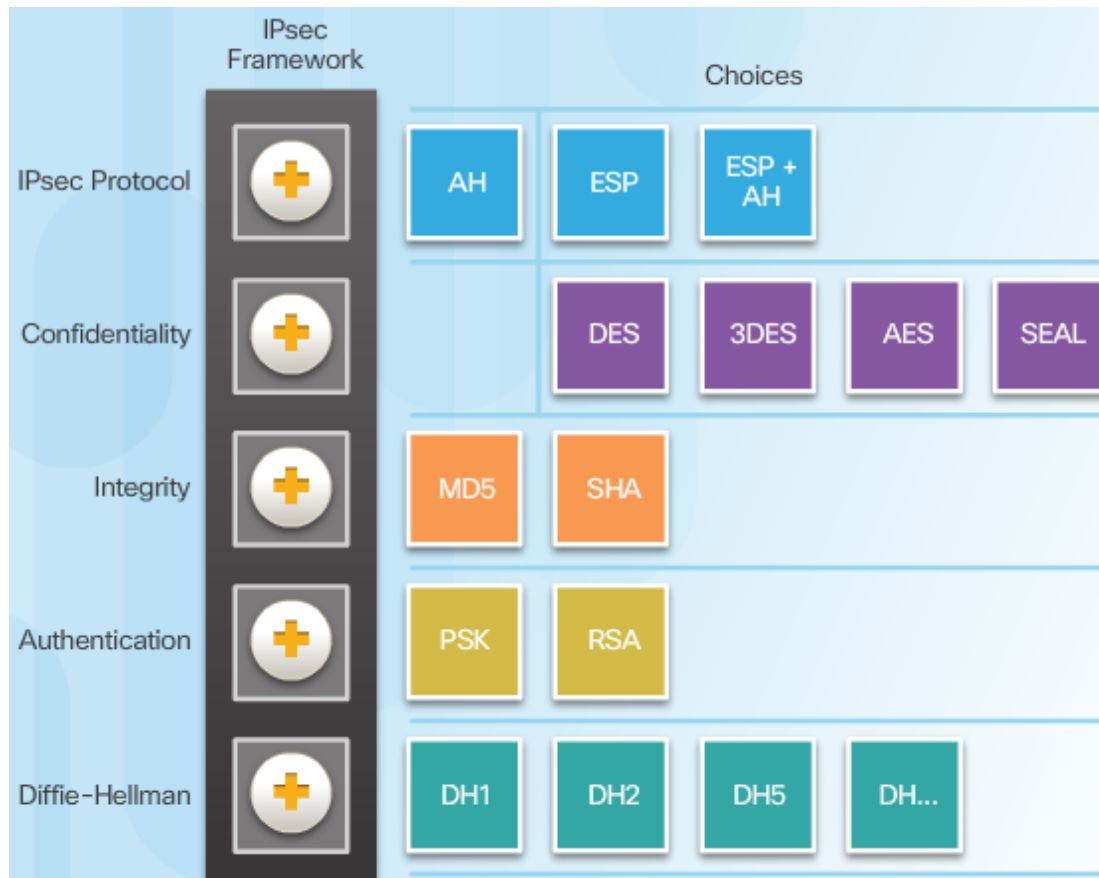 IPsec
Framework
Choices
IPsec Protocol
AH
ESP
ESP +
AH
Confidentiality
DES
3DES
AES
SEAL
Integrity
MD5
SHA
Authentication
PSK
RSA
Diffie-Hellman
DH1
DH2
DH5
DH...